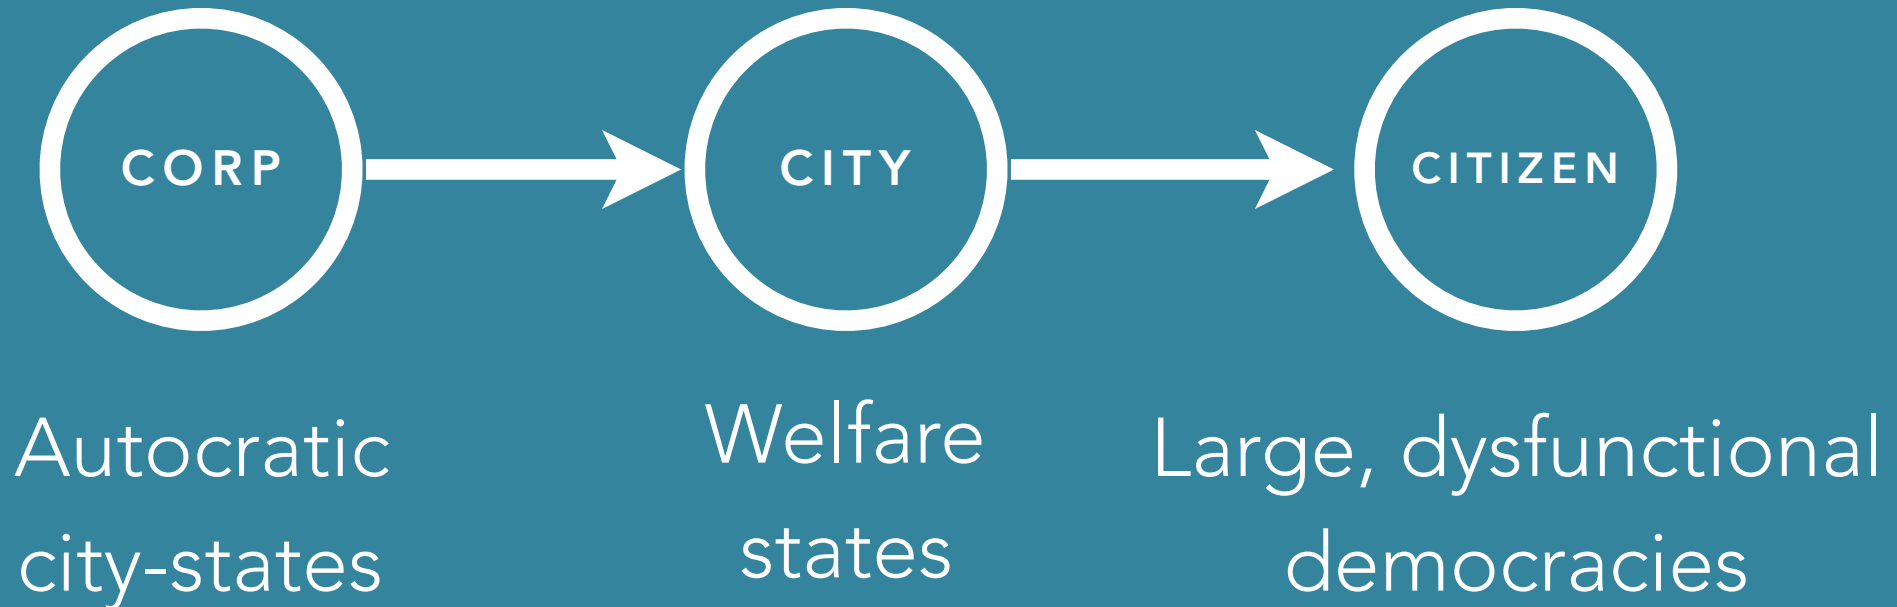 CORP
CITY
CITIZEN
Autocratic
city-states
Welfare
states
Large, dysfunctional
democracies